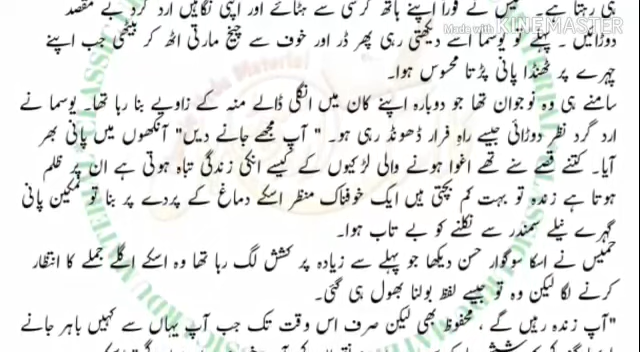 ہی رہتا ہے۔ خمیس نے فورا اپنے ہاتھ کرسی سے ہٹائے اور اپنی نگاہیں ارد گرد بے مقصد
Made with KINEMASTER
دوڑائیں۔ پہلے تو یوسما اسے دیکھتی رہی پھر ڈر اور خوف سے چیخ مارتی اٹھ کر بیٹھی جب اپنے
چہرے پر ٹھنڈا پانی پڑتا محسوس ہوا۔
سامنے ہی وہ نوجوان تھا جو دوبارہ اپنے کان میں انگلی ڈالے منہ کے زاویے بنا رہا تھا۔ یوسما نے
ارد گرد نظر دوڑائی جیسے راہ فرار ڈھونڈ رہی ہو۔ " آپ مجھے جانے دیں" آنکھوں میں پانی بھر
آیا۔ کتنے قصے سنے تھے اغوا ہونے والی لڑکیوں کے کیسے انکی زندگی تباہ ہوتی ہے ان پر ظلم
ہوتا ہے زندہ تو بہت کم بچتی ہیں ایک خوفناک منظر اسکے دماغ کے پردے پر بنا تو نمکین پانی
گہرے نیلے سمندر سے نکلنے کو بے تاب ہوا۔
خمیس نے اسکا سوگوار حسن دیکھا جو پہلے سے زیادہ پر کشش لگ رہا تھا وہ اسکے اگلے جملے کا انتظار
کرنے لگا لیکن وہ تو جیسے لفظ بولنا بھول ہی گئی۔
"آپ زندہ رہیں گے ، محفوظ بھی لیکن صرف اس وقت تک جب آپ یہاں سے کہیں باہر جانے